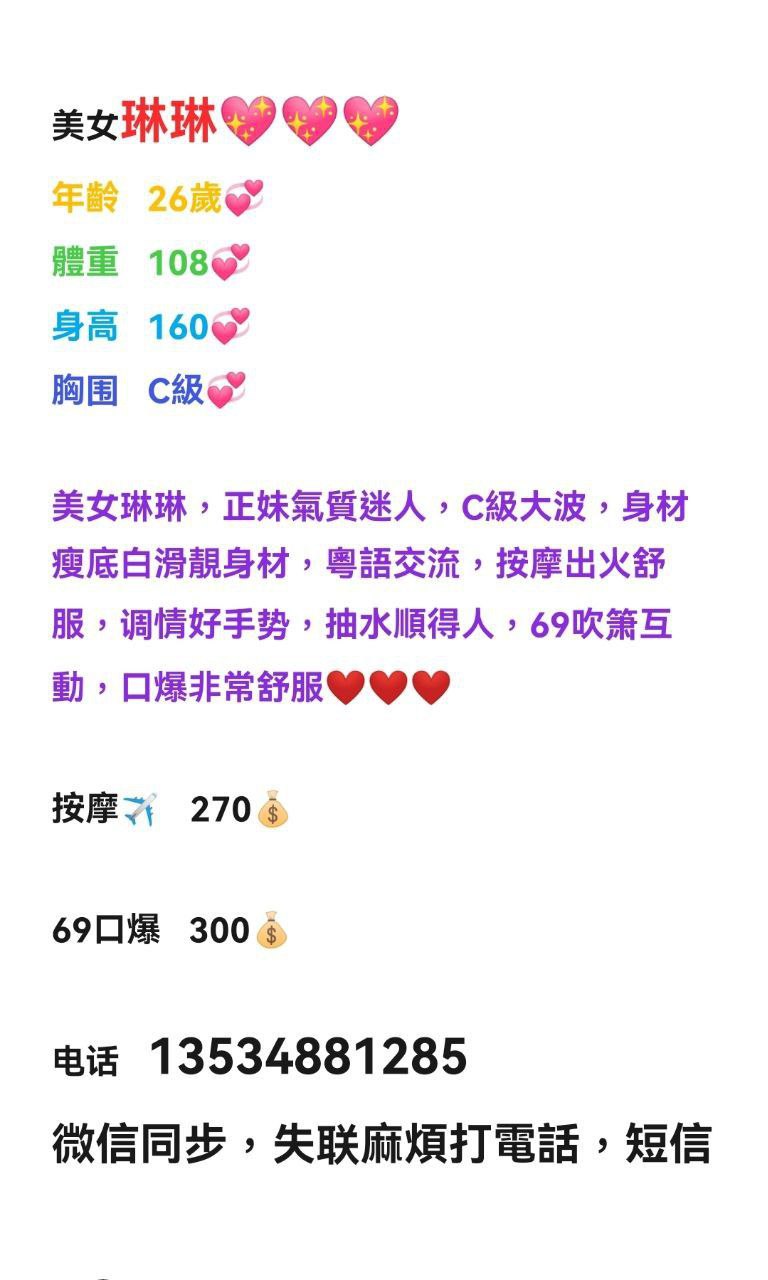 美女琳琳💖💖💖
年齡 26歲💞
體重 108💞
身高 160💞
胸围 C級💞
美女琳琳，正妹氣質迷人，C級大波，身材
瘦底白滑靚身材，粵語交流，按摩出火舒
服，调情好手势，抽水順得人，69吹箫互
動，口爆非常舒服❤️❤️❤️
按摩✈️ 270💰
69口爆 300💰
电话 13534881285
微信同步，失联麻煩打電話，短信